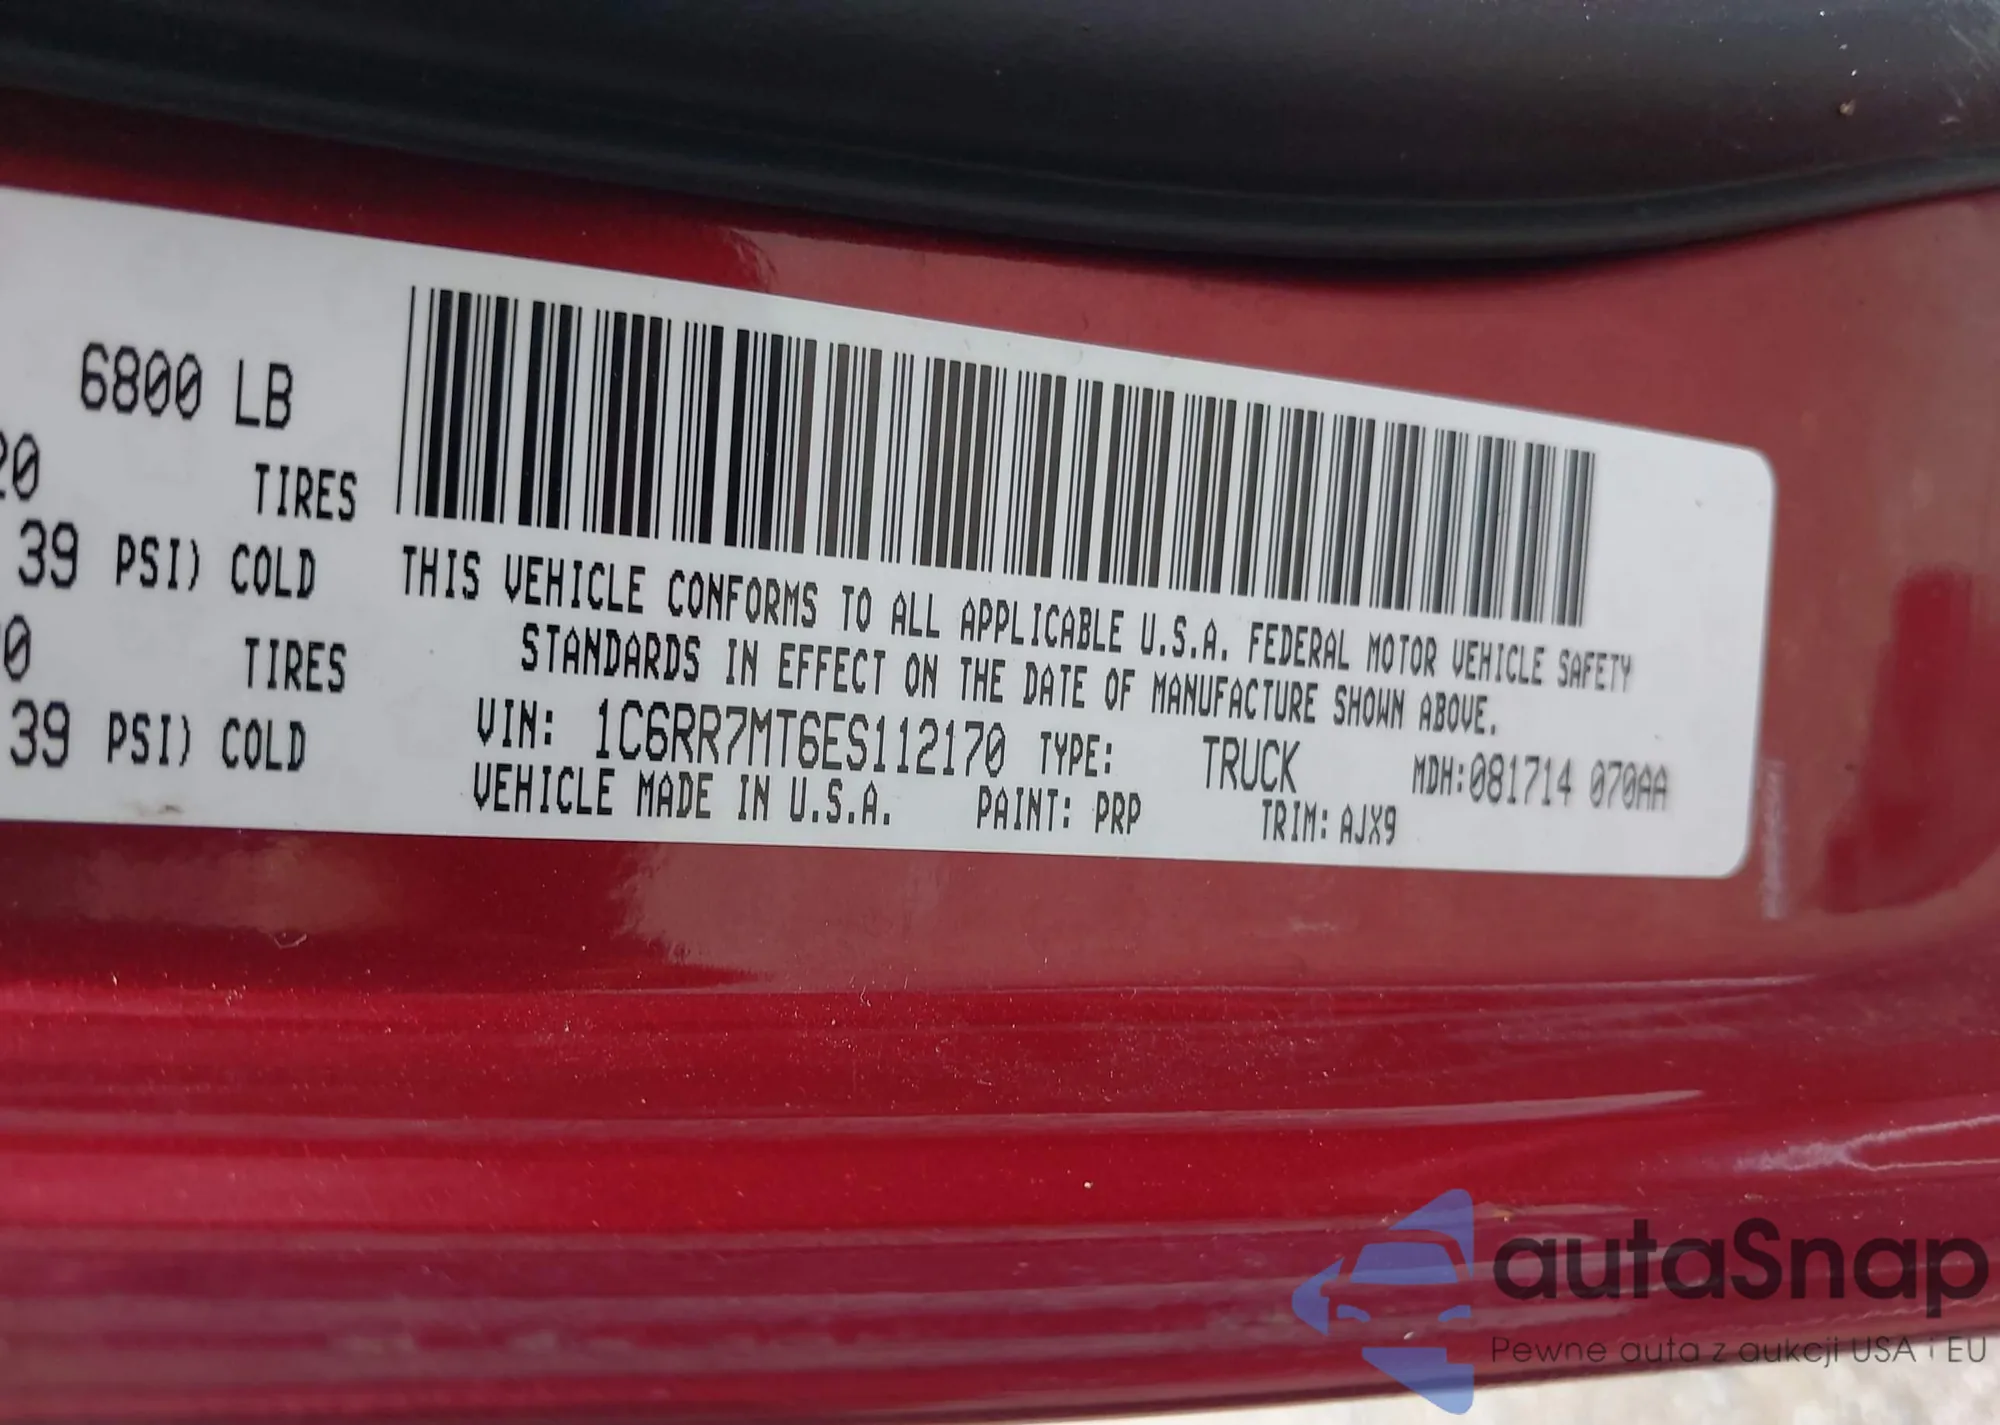 6800 LB
20 TIRES
39 PSI) COLD
0 TIRES
39 PSI) COLD
THIS VEHICLE CONFORMS TO ALL APPLICABLE U.S.A. FEDERAL MOTOR VEHICLE SAFETY
STANDARDS IN EFFECT ON THE DATE OF MANUFACTURE SHOWN ABOVE.
VIN: 1C6RR7MT6ES112170 TYPE: TRUCK MDH:081714 070AA
VEHICLE MADE IN U.S.A. PAINT: PRP TRIM: AJX9
autaSnap
Pewne auta z aukcji USA i EU